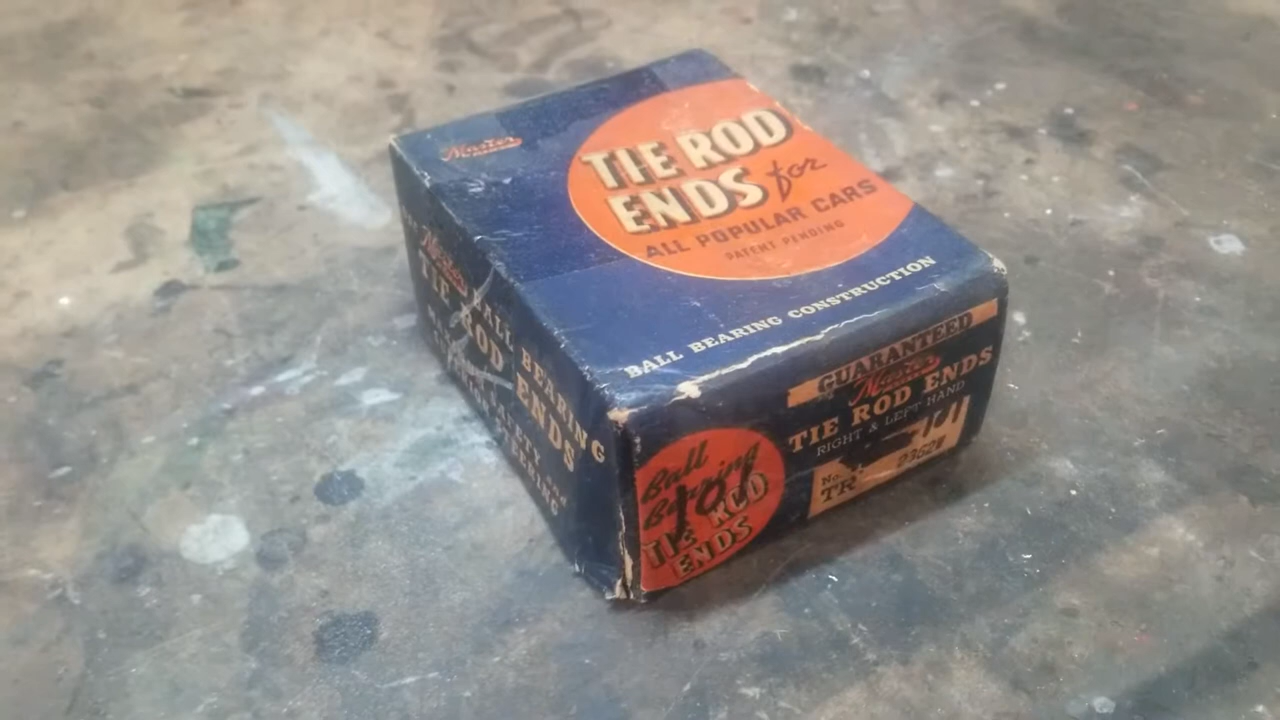 Master
TIE ROD
ENDS for
ALL POPULAR CARS
PATENT PENDING
BALL BEARING CONSTRUCTION
Master
BALL BEARING
TIE ROD ENDS
GUARANTEED
Master
TIE ROD ENDS
RIGHT & LEFT HAND
No.
TR
Ball
Bearing
TIE ROD
ENDS